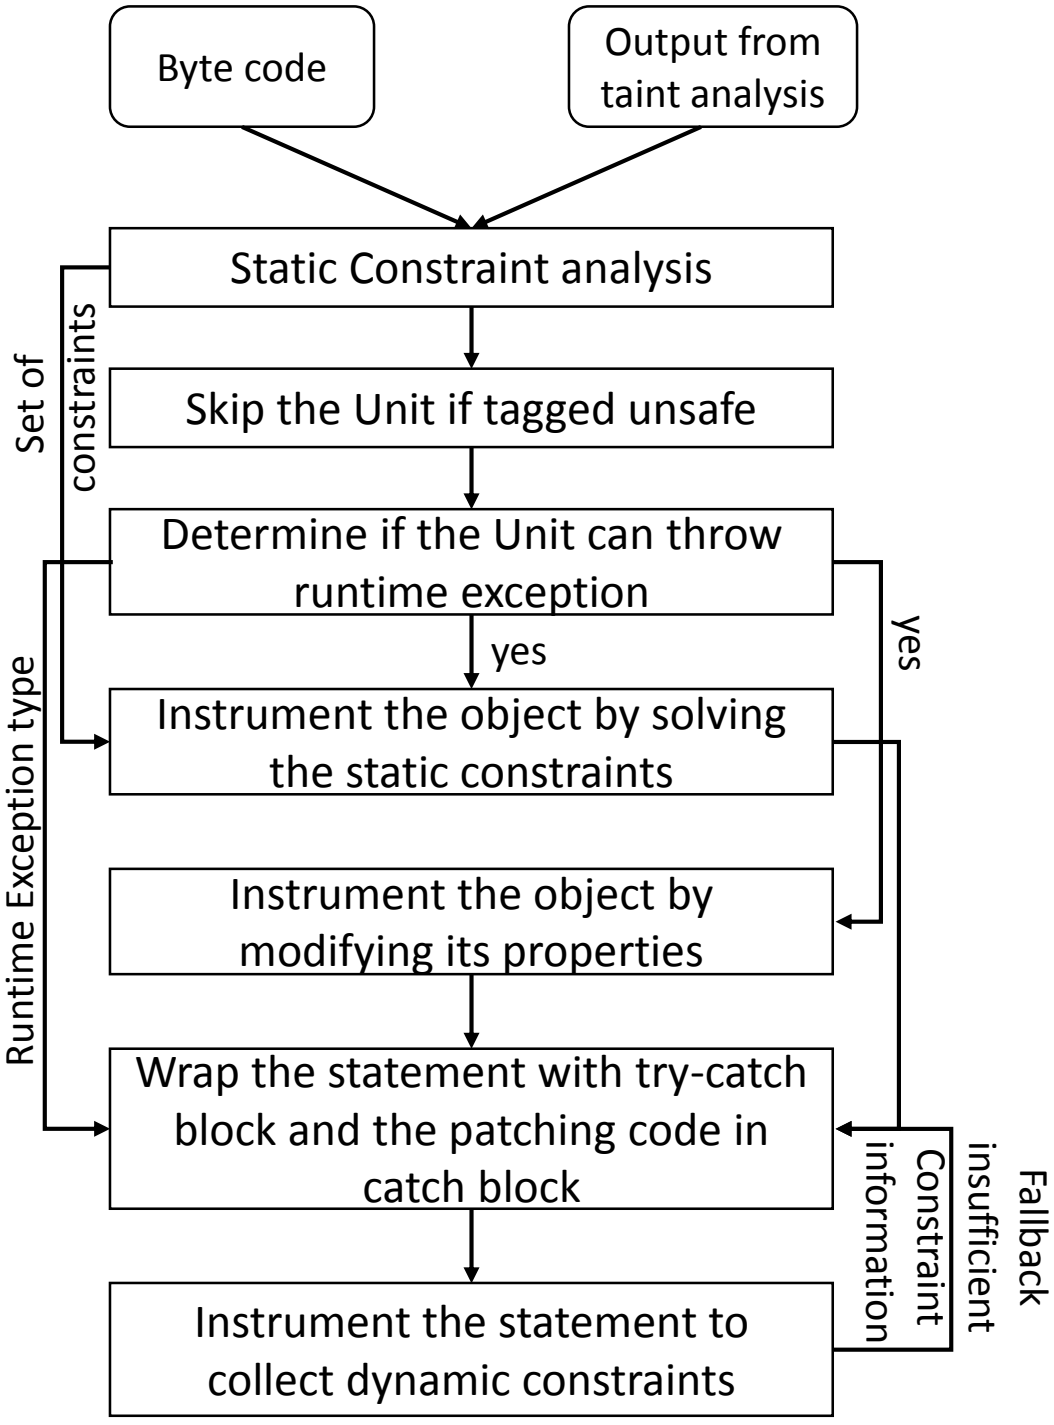 Byte code
Output from
taint analysis
Static Constraint analysis
Set of
constraints
Skip the Unit if tagged unsafe
Determine if the Unit can throw
runtime exception
yes
yes
Runtime Exception type
Instrument the object by solving
the static constraints
Instrument the object by
modifying its properties
Wrap the statement with try-catch
block and the patching code in
catch block
Fallback
insufficient
Constraint
information
Instrument the statement to
collect dynamic constraints